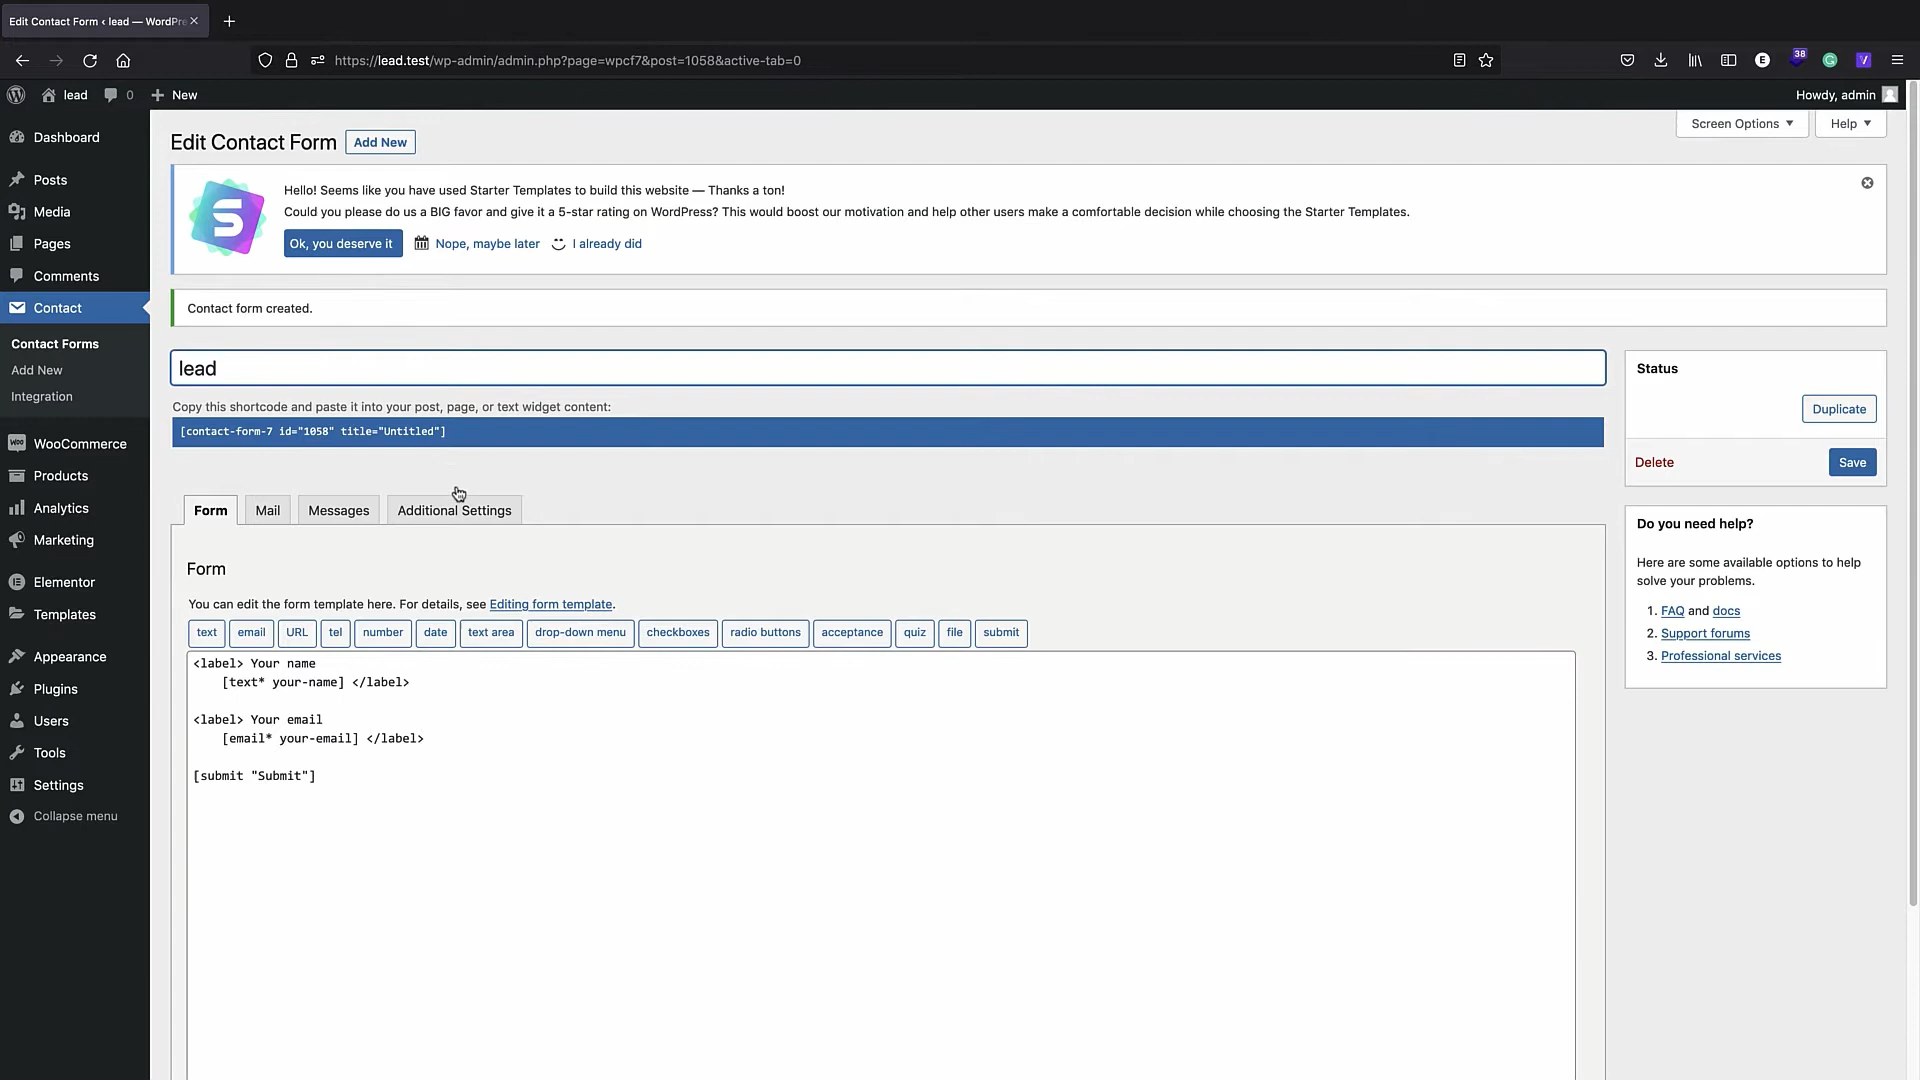 Edit Contact Form ‹ lead — WordPre
https://lead.test/wp-admin/admin.php?page=wpcf7&post=1058&active-tab=0
38
lead
0
New
Howdy, admin
Dashboard
Posts
Media
Pages
Comments
Contact
Contact Forms
Add New
Integration
WooCommerce
Products
Analytics
Marketing
Elementor
Templates
Appearance
Plugins
Users
Tools
Settings
Collapse menu
Edit Contact Form
Add New
Screen Options
Help
Hello! Seems like you have used Starter Templates to build this website — Thanks a ton!
Could you please do us a BIG favor and give it a 5-star rating on WordPress? This would boost our motivation and help other users make a comfortable decision while choosing the Starter Templates.
Ok, you deserve it
Nope, maybe later
I already did
Contact form created.
lead
Copy this shortcode and paste it into your post, page, or text widget content:
[contact-form-7 id="1058" title="Untitled"]
Form
Mail
Messages
Additional Settings
Form
You can edit the form template here. For details, see Editing form template.
text
email
URL
tel
number
date
text area
drop-down menu
checkboxes
radio buttons
acceptance
quiz
file
submit
<label> Your name
[text* your-name] </label>
<label> Your email
[email* your-email] </label>
[submit "Submit"]
Status
Duplicate
Delete
Save
Do you need help?
Here are some available options to help
solve your problems.
1. FAQ and docs
2. Support forums
3. Professional services